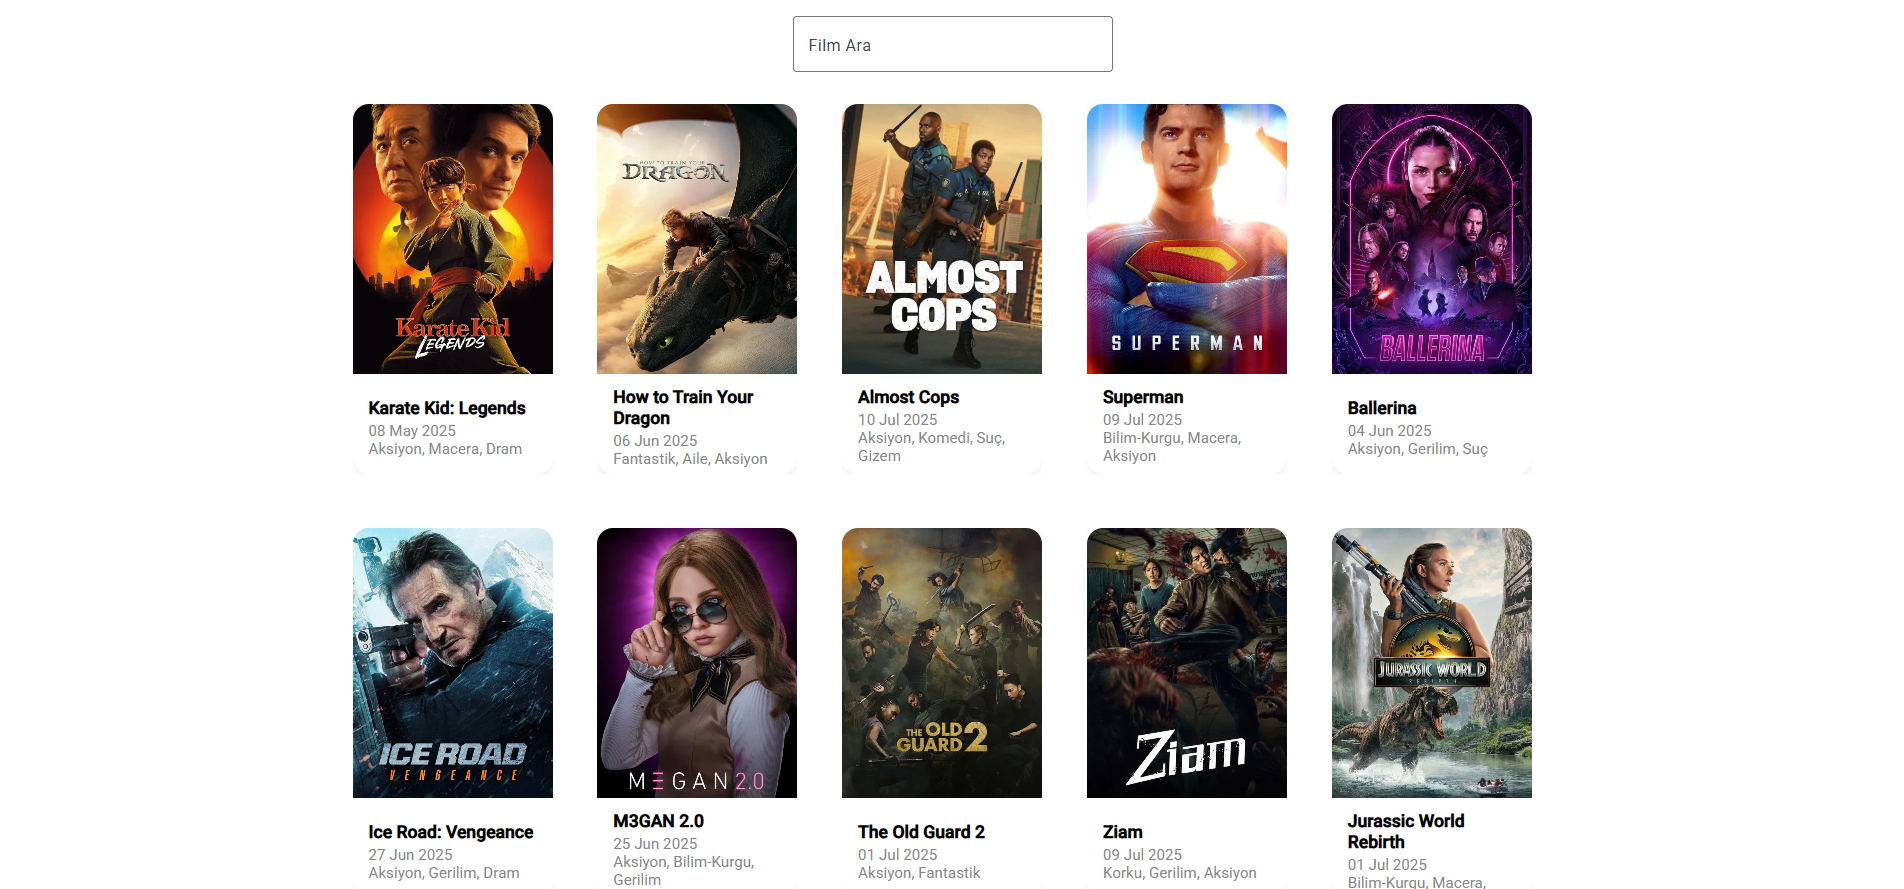 Film Ara
Karate Kid
LEGENDS
HOW TO TRAIN YOUR
DRAGON
ALMOST
COPS
SUPERMAN
BALLERINA
Karate Kid: Legends
08 May 2025
Aksiyon, Macera, Dram
How to Train Your
Dragon
06 Jun 2025
Fantastik, Aile, Aksiyon
Almost Cops
10 Jul 2025
Aksiyon, Komedi, Suç,
Gizem
Superman
09 Jul 2025
Bilim-Kurgu, Macera,
Aksiyon
Ballerina
04 Jun 2025
Aksiyon, Gerilim, Suç
ICE ROAD
VENGEANCE
MƎGAN 2.0
THE OLD
GUARD 2
Ziam
JURASSIC WORLD
REBIRTH
Ice Road: Vengeance
27 Jun 2025
Aksiyon, Gerilim, Dram
M3GAN 2.0
25 Jun 2025
Aksiyon, Bilim-Kurgu,
Gerilim
The Old Guard 2
01 Jul 2025
Aksiyon, Fantastik
Ziam
09 Jul 2025
Korku, Gerilim, Aksiyon
Jurassic World
Rebirth
01 Jul 2025
Bilim-Kurgu, Macera,